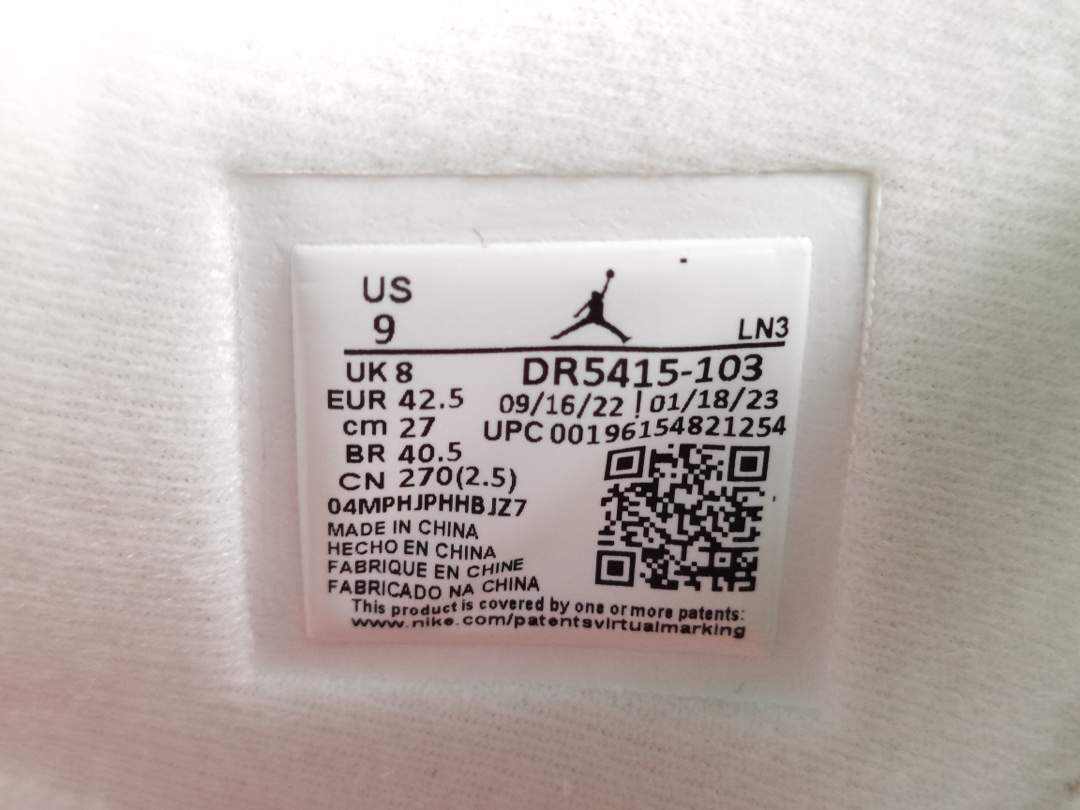 US
9
LN3
UK 8
DR5415-103
EUR 42.5
09/16/22 | 01/18/23
cm 27
UPC 00196154821254
BR 40.5
CN 270(2.5)
04MPHJPHHBJZ7
MADE IN CHINA
HECHO EN CHINA
FABRIQUE EN CHINE
FABRICADO NA CHINA
This product is covered by one or more patents:
www.nike.com/patentsvirtualmarking